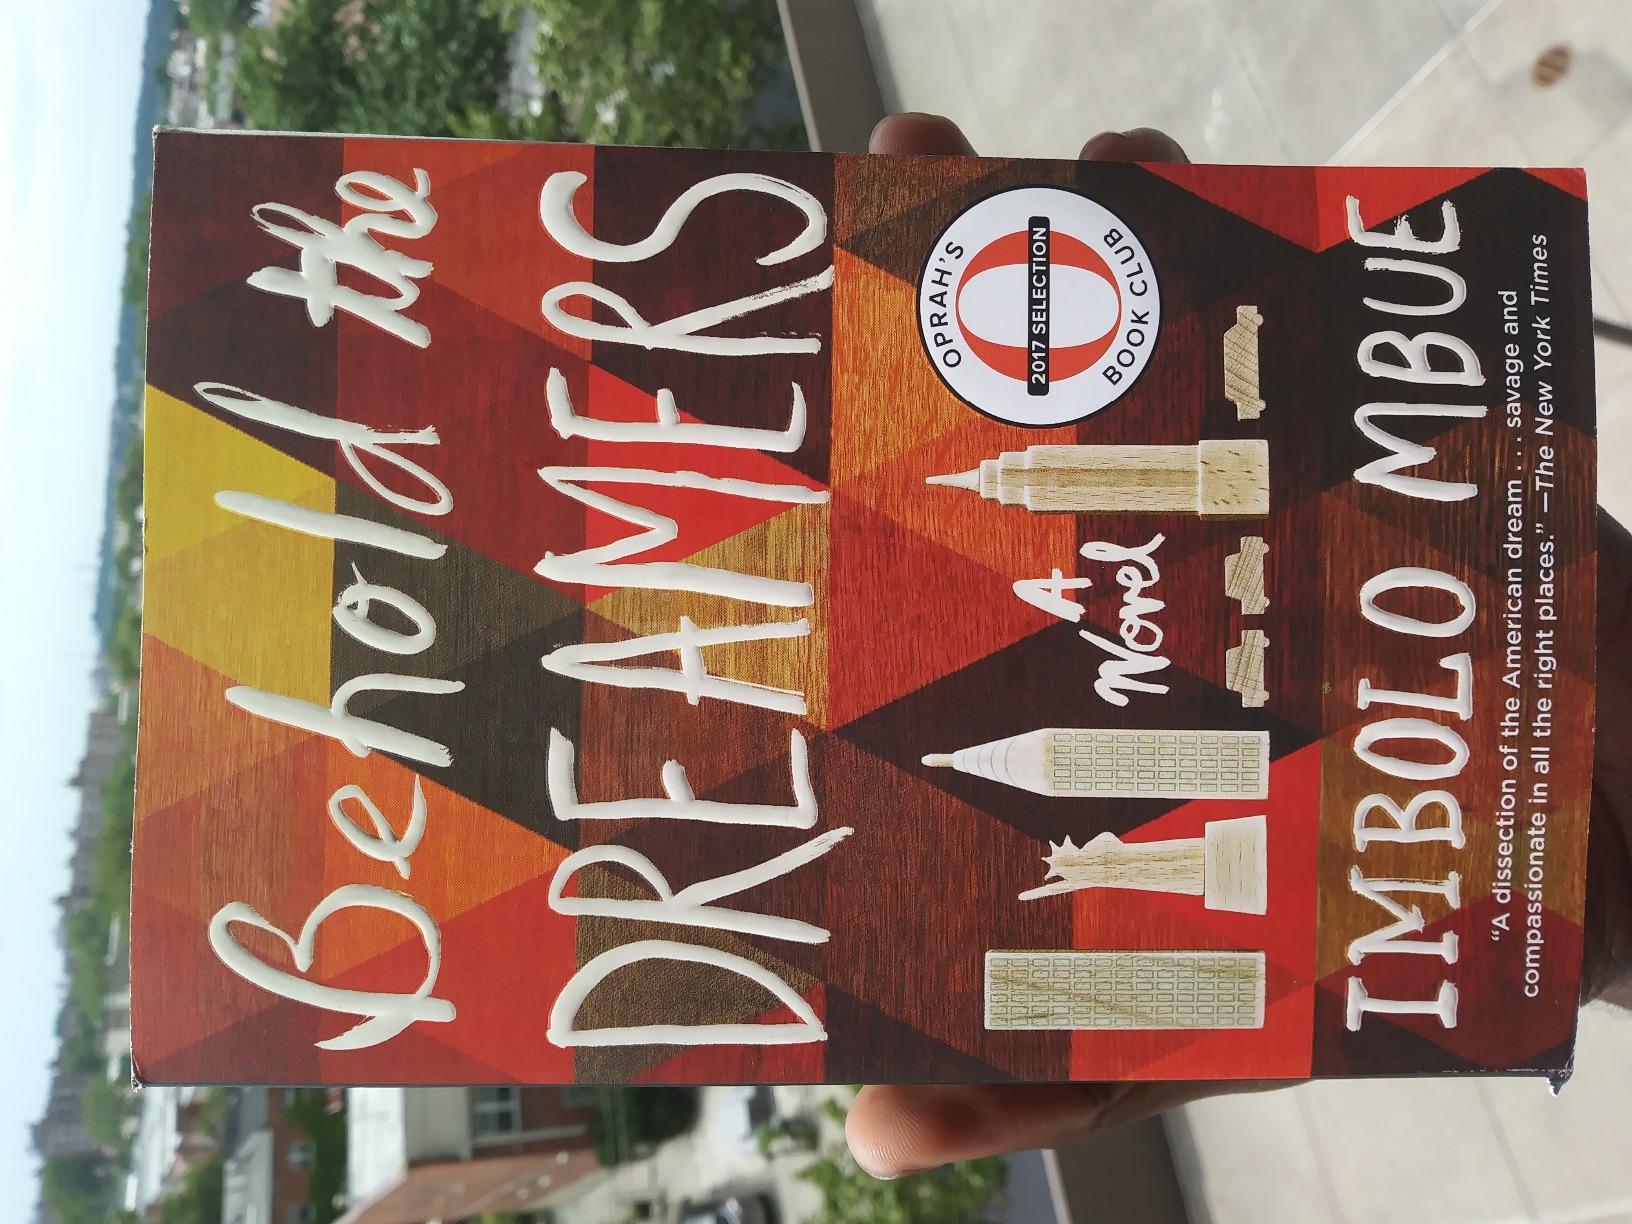 Behold the
DREAMERS
OPRAH'S
2017 SELECTION
BOOK CLUB
A
Novel
IMBOLO MBUE
“A dissection of the American dream . . . savage and
compassionate in all the right places.” —The New York Times